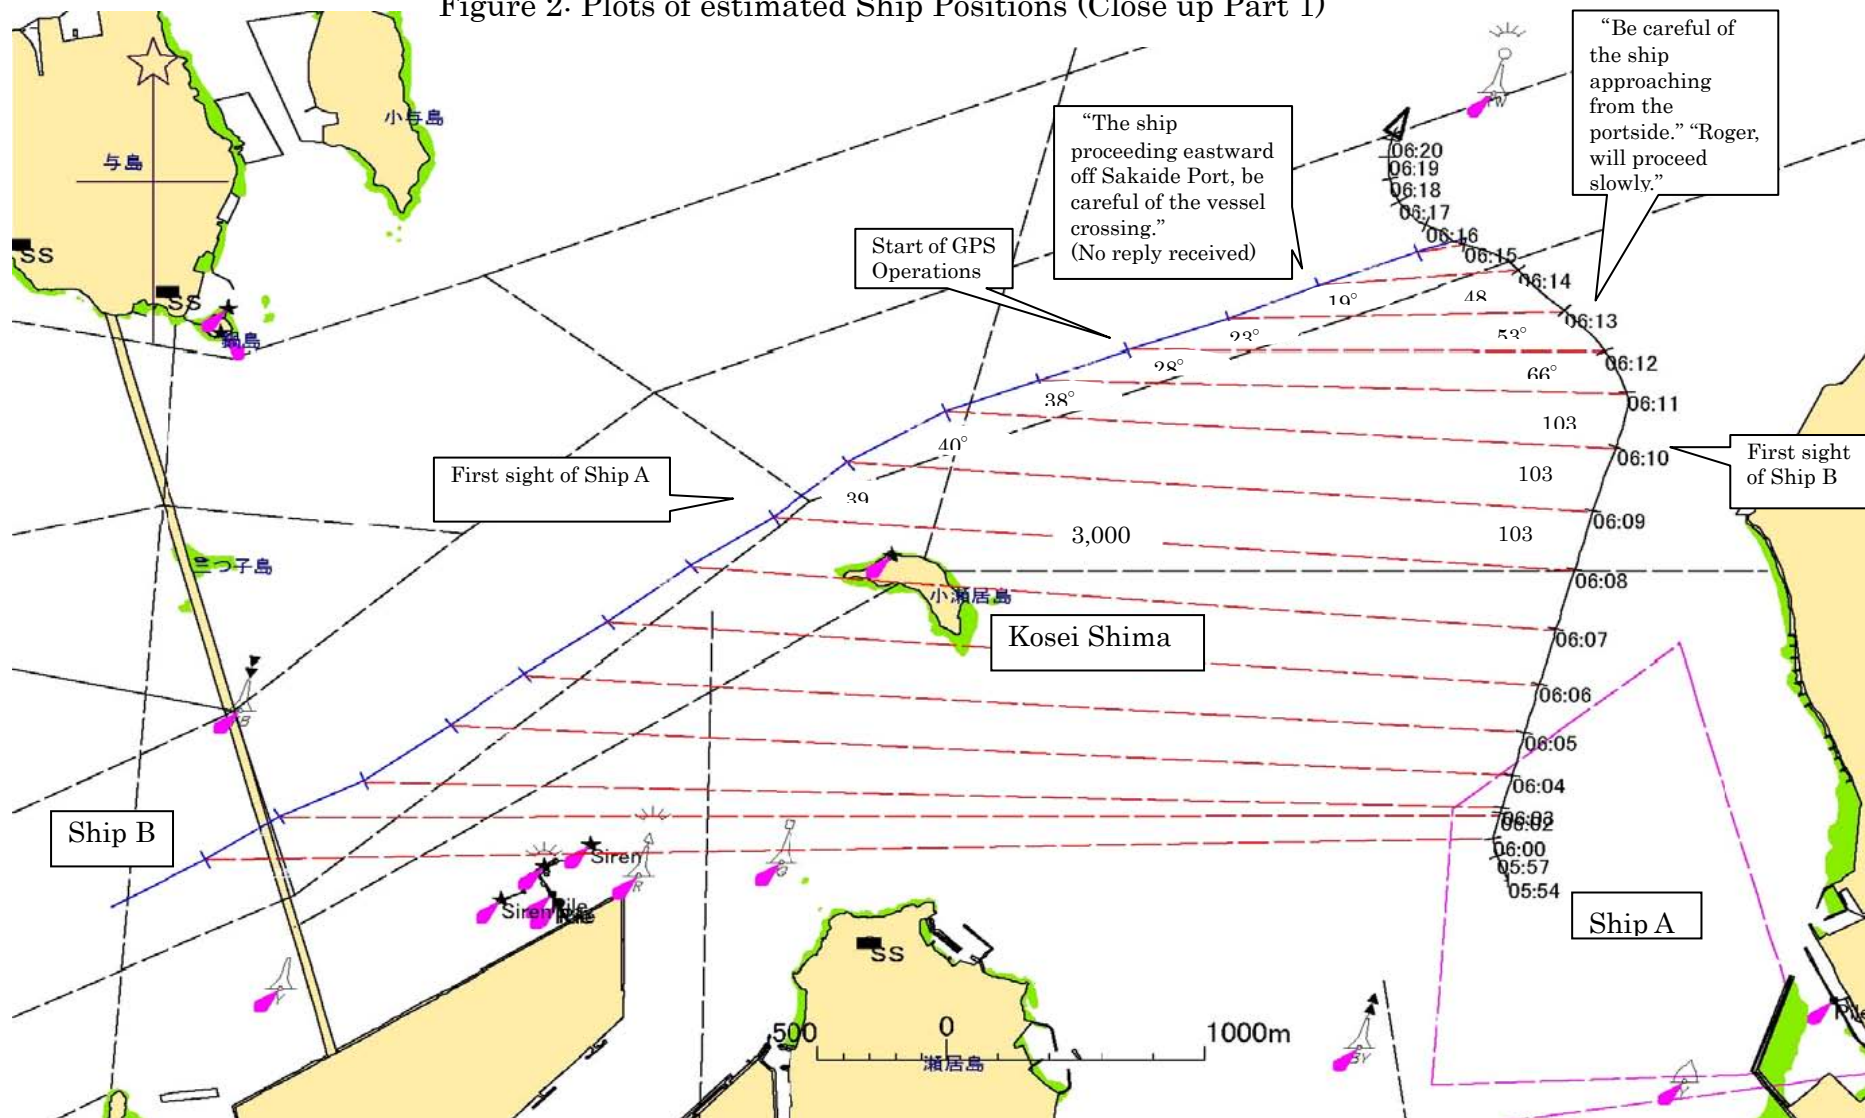 Figure 2: Plots of estimated Ship Positions (Close up Part 1)
“Be careful of
the ship
approaching
from the
portside.” “Roger,
will proceed
slowly.”
“The ship
proceeding eastward
off Sakaide Port, be
careful of the vessel
crossing.”
(No reply received)
Start of GPS
Operations
First sight of Ship A
First sight
of Ship B
小与島
与島
SS
SS
鍋島
三つ子島
小瀬居島
Kosei Shima
3,000
06:20
06:19
06:18
06:17
06:16
06:15
06:14
06:13
06:12
06:11
06:10
06:09
06:08
06:07
06:06
06:05
06:04
06:03
06:02
06:00
05:57
05:54
19°
48
23°
53°
28°
66°
38°
103
40°
103
39
103
Ship B
Ship A
B
R
G
Y
BY
Siren
Siren
Pile
SS
500
0
1000m
瀬居島